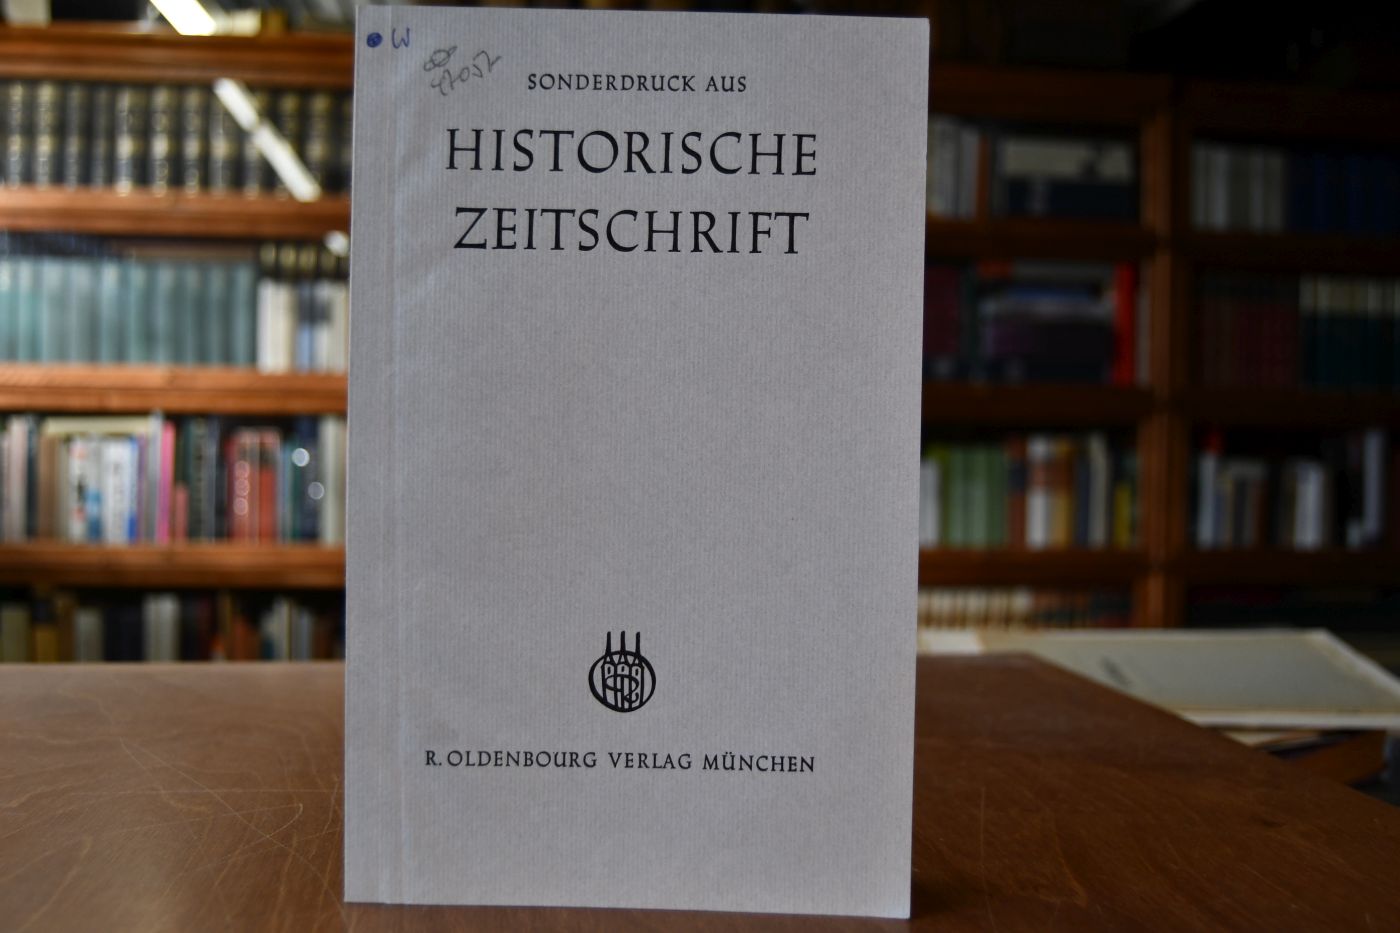 W
SONDERDRUCK AUS
HISTORISCHE
ZEITSCHRIFT
R. OLDENBOURG VERLAG MÜNCHEN